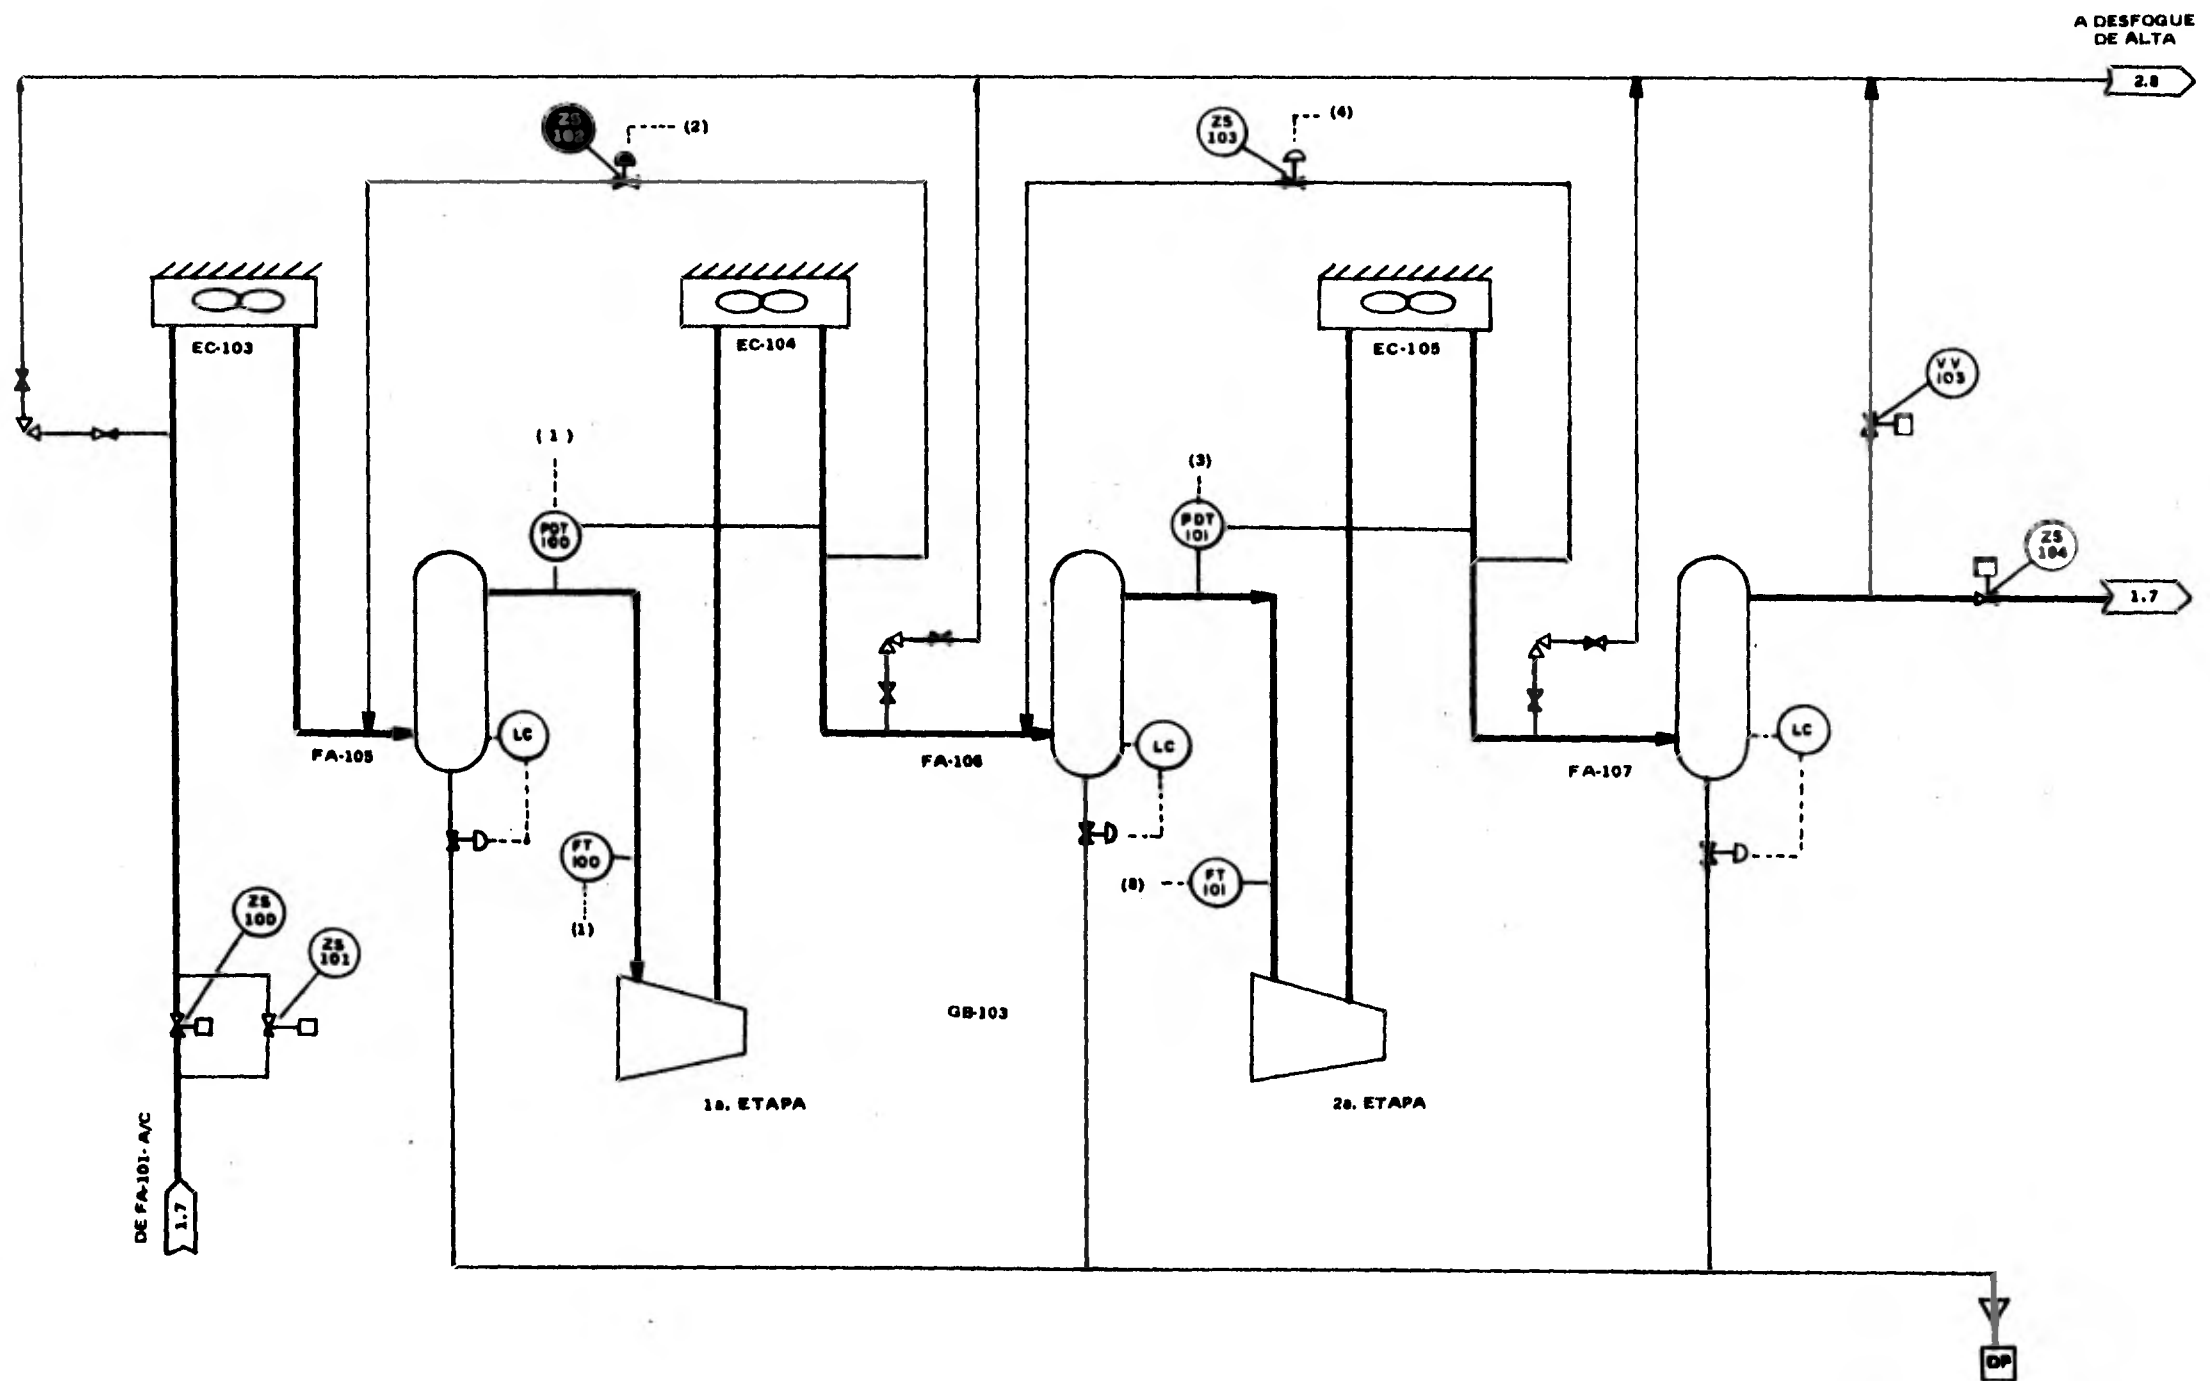 A DESFOGUE
DE ALTA
2.8
ZS
102
(2)
ZS
103
(4)
EC-103
EC-104
EC-105
VV
103
(1)
PDT
100
(3)
PDT
101
ZS
104
1.7
LC
FA-105
LC
FA-106
LC
FA-107
FT
100
(1)
FT
101
ZS
100
ZS
101
GB-103
1a. ETAPA
2a. ETAPA
DE FA-101-A/C
1.7
DP